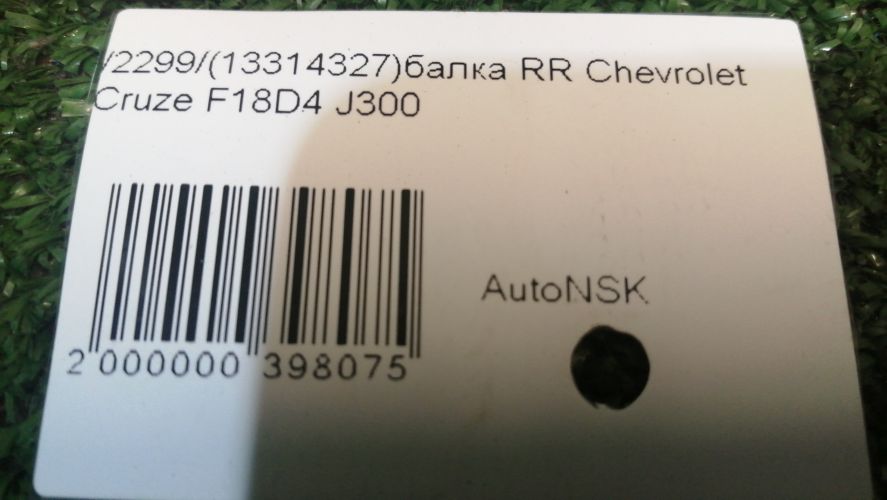 /2299/(13314327)балка RR Chevrolet
Cruze F18D4 J300
AutoNSK
2 000000 398075